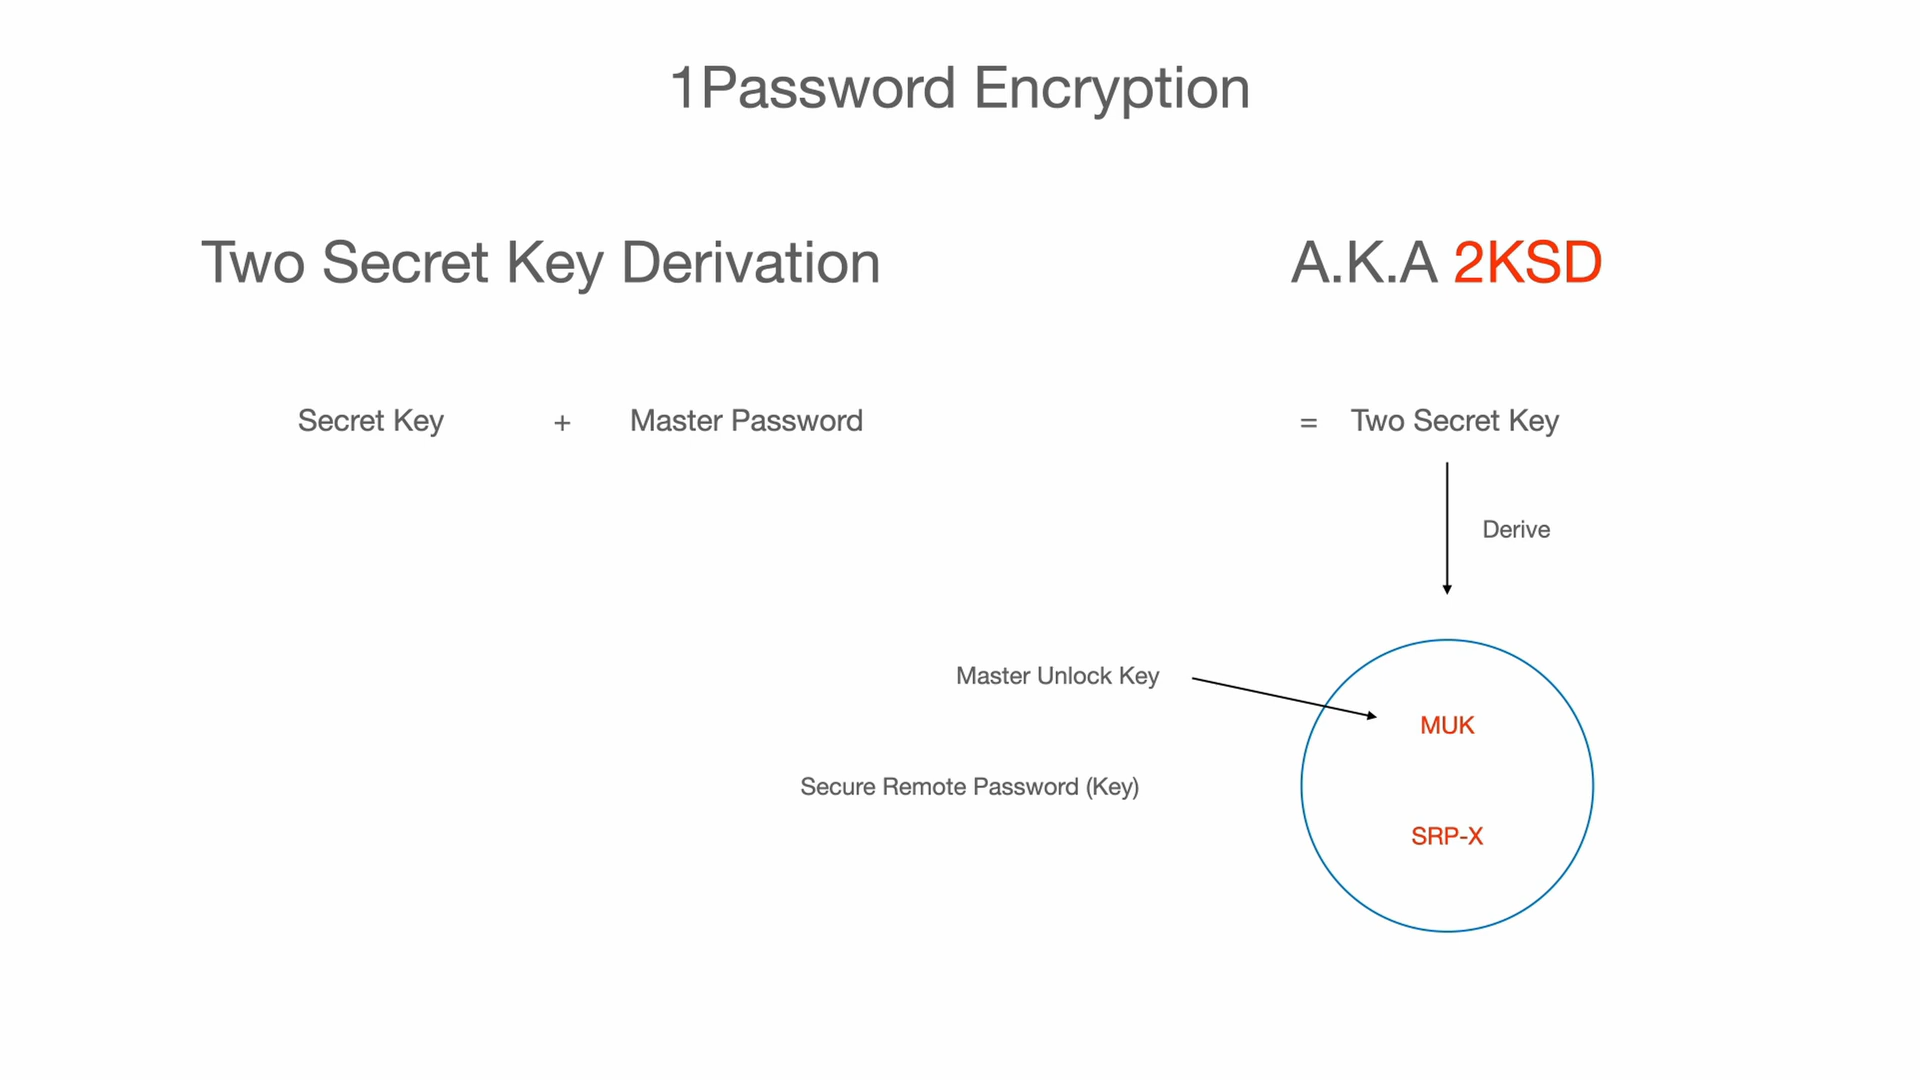 1Password Encryption
Two Secret Key Derivation
A.K.A 2KSD
Secret Key + Master Password = Two Secret Key
Derive
Master Unlock Key
MUK
Secure Remote Password (Key)
SRP-X